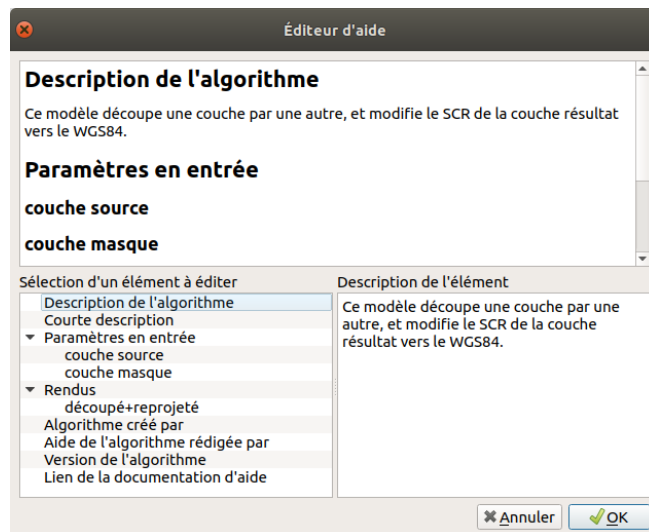 Éditeur d'aide
Description de l'algorithme
Ce modèle découpe une couche par une autre, et modifie le SCR de la couche résultat
vers le WGS84.
Paramètres en entrée
couche source
couche masque
Sélection d'un élément à éditer
Description de l'algorithme
Courte description
Paramètres en entrée
couche source
couche masque
Rendus
découpé+reprojeté
Algorithme créé par
Aide de l'algorithme rédigée par
Version de l'algorithme
Lien de la documentation d'aide
Description de l'élément
Ce modèle découpe une couche par une
autre, et modifie le SCR de la couche
résultat vers le WGS84.
Annuler
OK